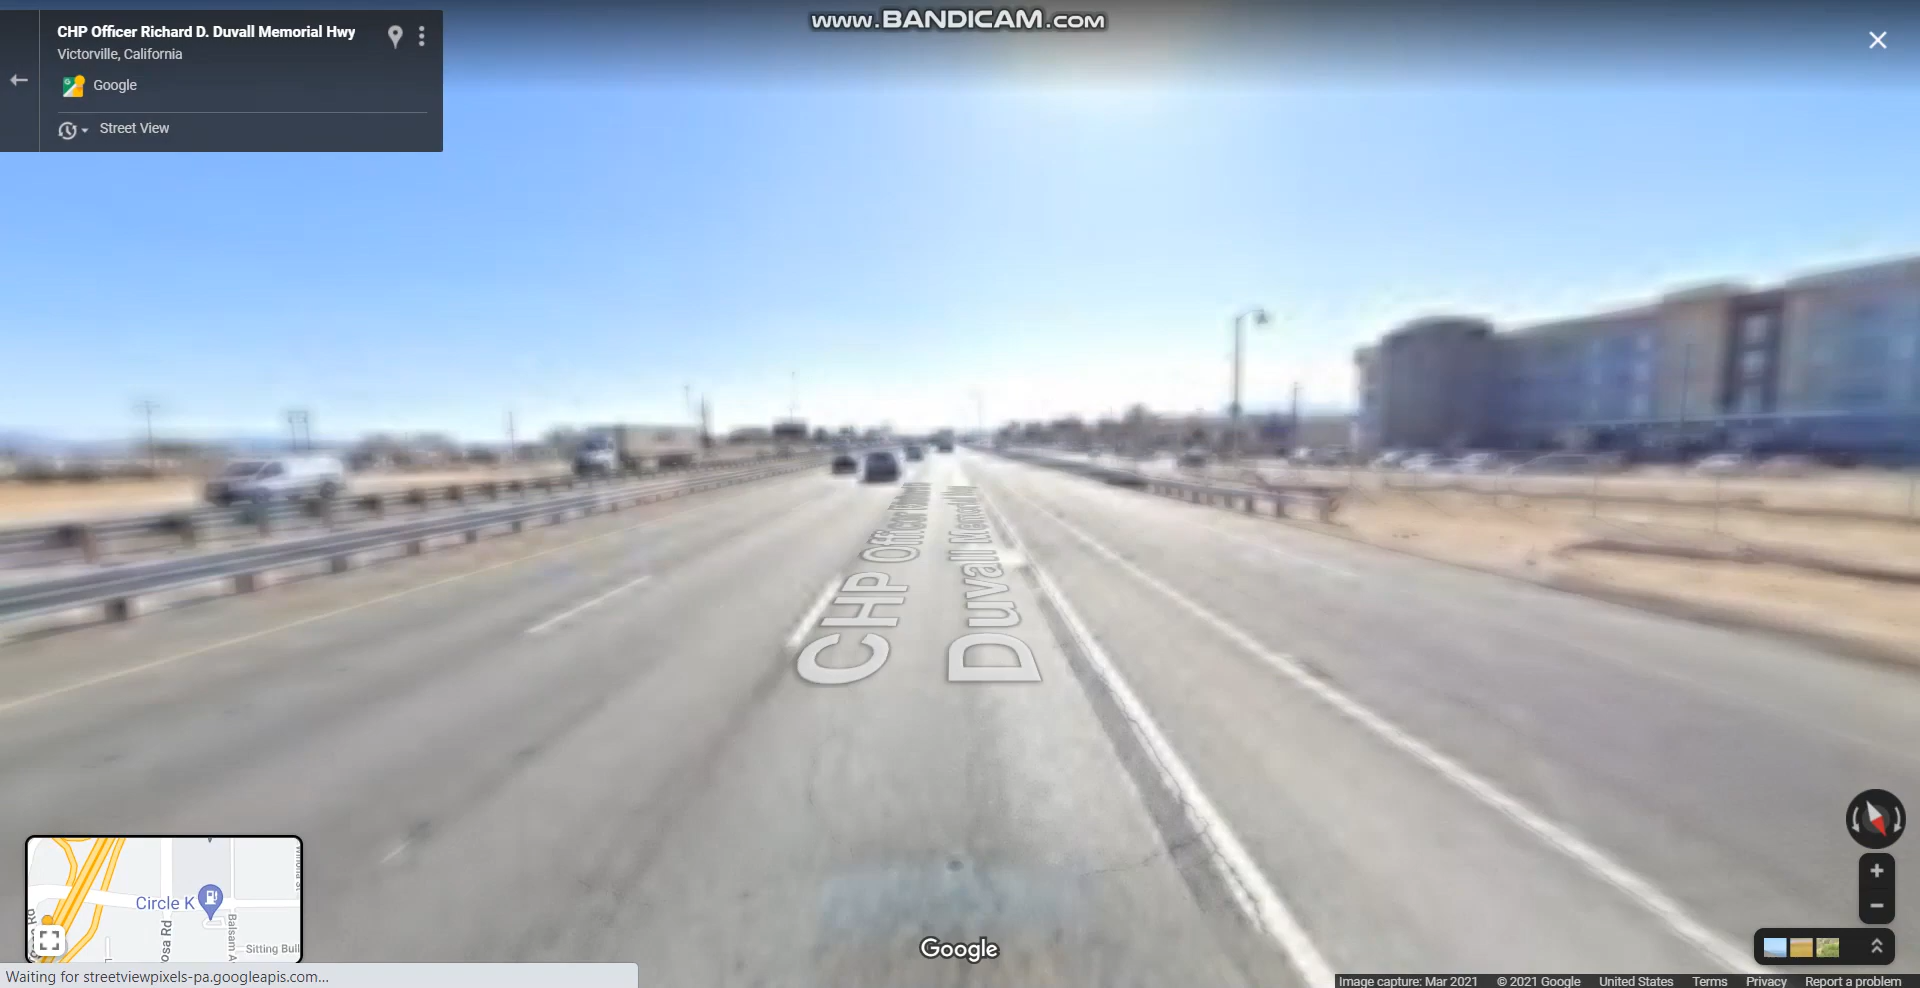 www.BANDICAM.com
CHP Officer Richard D. Duvall Memorial Hwy
Victorville, California
Google
Street View
CHP Officer
Duvall Memorial Hwy
Circle K
Sitting Bull
Google
Waiting for streetviewpixels-pa.googleapis.com...
Image capture: Mar 2021 © 2021 Google United States Terms Privacy Report a problem